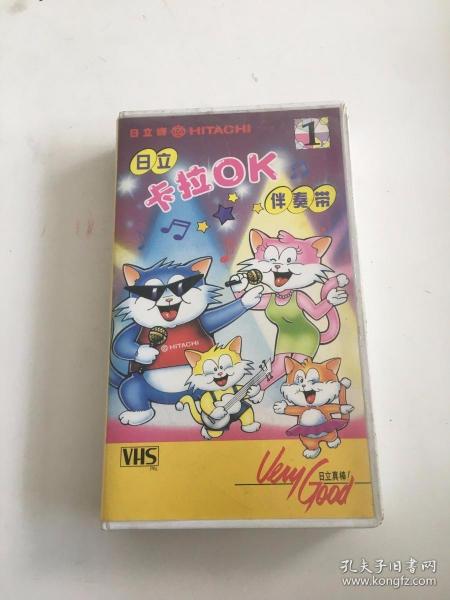 日立牌 HITACHI
1
日立
卡拉OK
伴奏带
HITACHI
VHS
PAL
Very Good
日立真棒!
孔夫子旧书网
www.kongfz.com